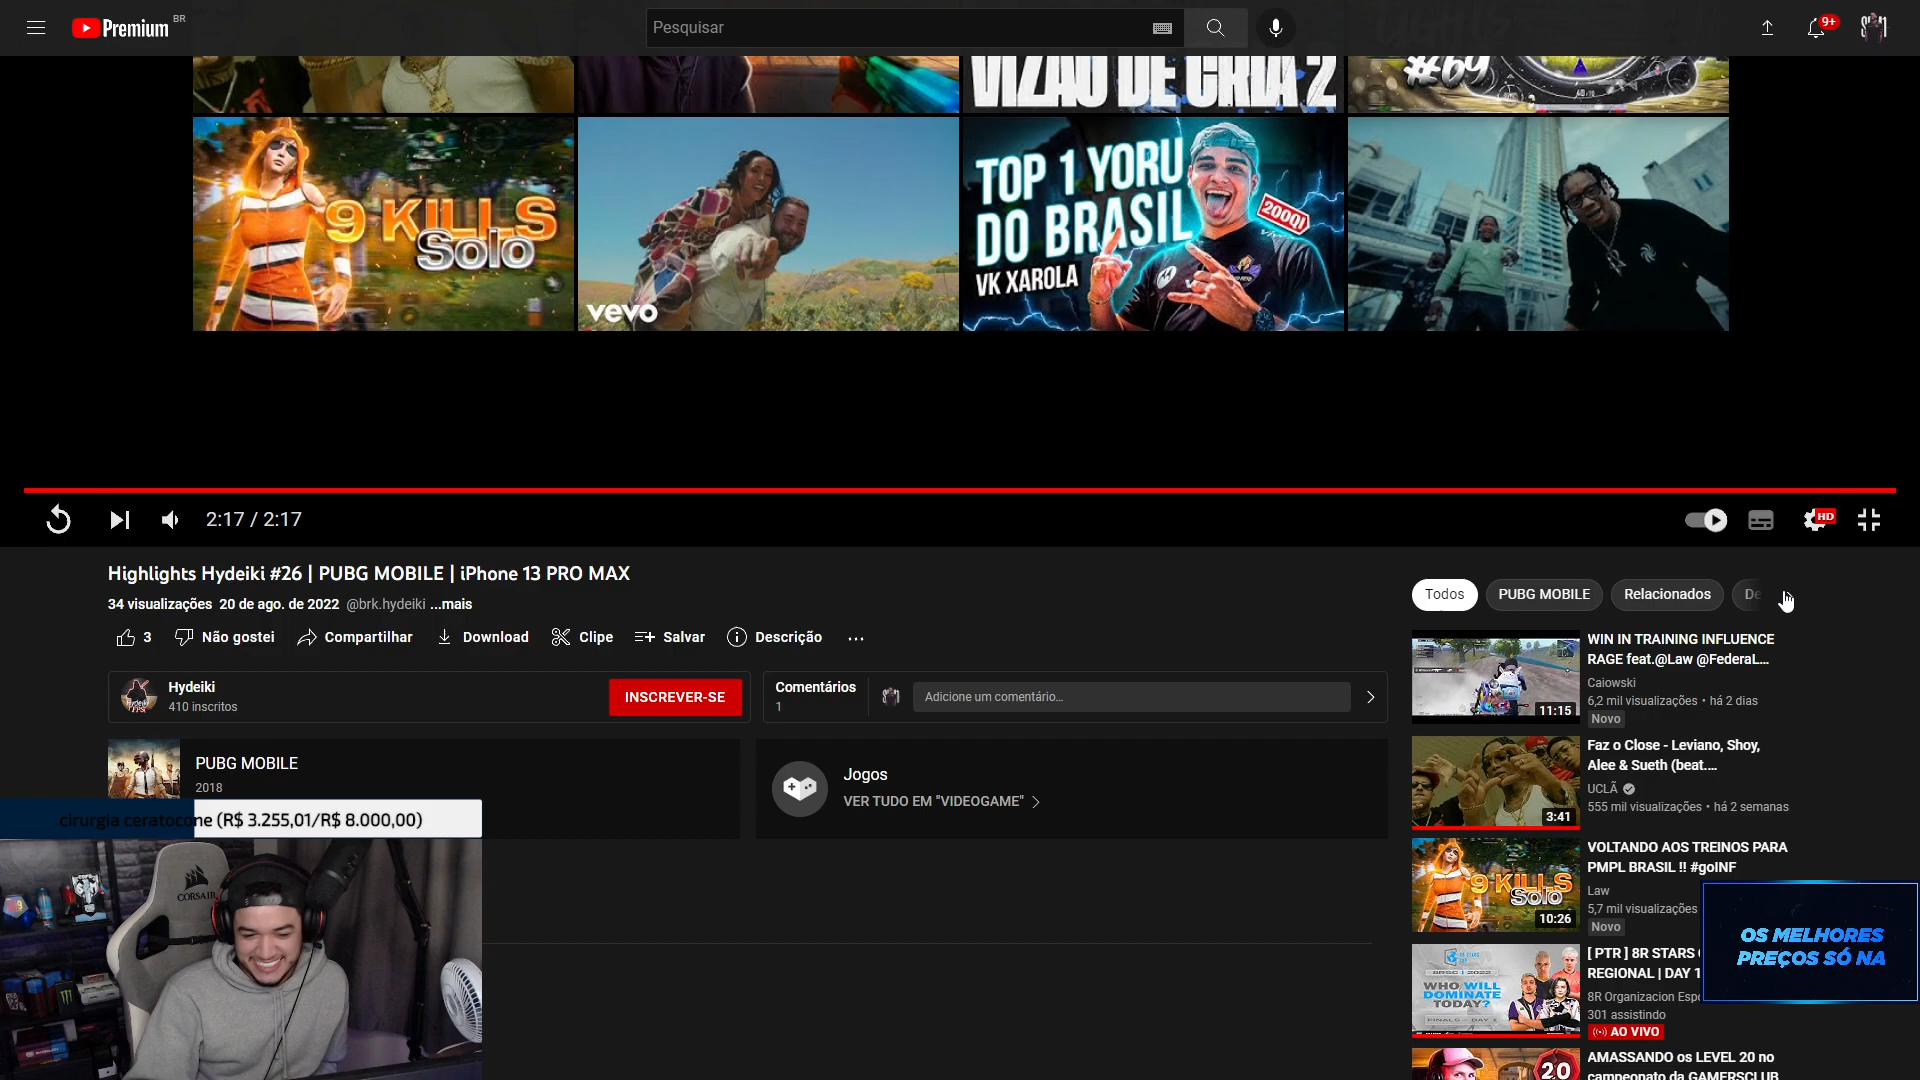 Premium BR
Pesquisar
9+
VIZÃO DE CRIA 2
#69
9 KILLS
Solo
vevo
TOP 1 YORU
DO BRASIL
2000!
VK XAROLA
2:17 / 2:17
HD
Highlights Hydeiki #26 | PUBG MOBILE | iPhone 13 PRO MAX
34 visualizações 20 de ago. de 2022 @brk.hydeiki ...mais
3 Não gostei Compartilhar Download Clipe Salvar Descrição ...
Hydeiki
410 inscritos
INSCREVER-SE
Comentários
1
Adicione um comentário...
PUBG MOBILE
2018
Jogos
VER TUDO EM "VIDEOGAME"
cirurgia ceratocone (R$ 3.255,01/R$ 8.000,00)
CORSAIR
Todos PUBG MOBILE Relacionados De
WIN IN TRAINING INFLUENCE
RAGE feat.@Law @FederaL...
Caiowski
6,2 mil visualizações • há 2 dias
Novo
11:15
Faz o Close - Leviano, Shoy,
Alee & Sueth (beat....
UCLÃ
555 mil visualizações • há 2 semanas
3:41
VOLTANDO AOS TREINOS PARA
PMPL BRASIL !! #goINF
Law
5,7 mil visualizações
Novo
9 KILLS
Solo
10:26
[ PTR ] 8R STARS
REGIONAL | DAY 1
8R Organizacion Esp
301 assistindo
AO VIVO
WHO WILL
DOMINATE
TODAY?
OS MELHORES
PREÇOS SÓ NA
AMASSANDO os LEVEL 20 no
campeonato da GAMERSCLUB
20